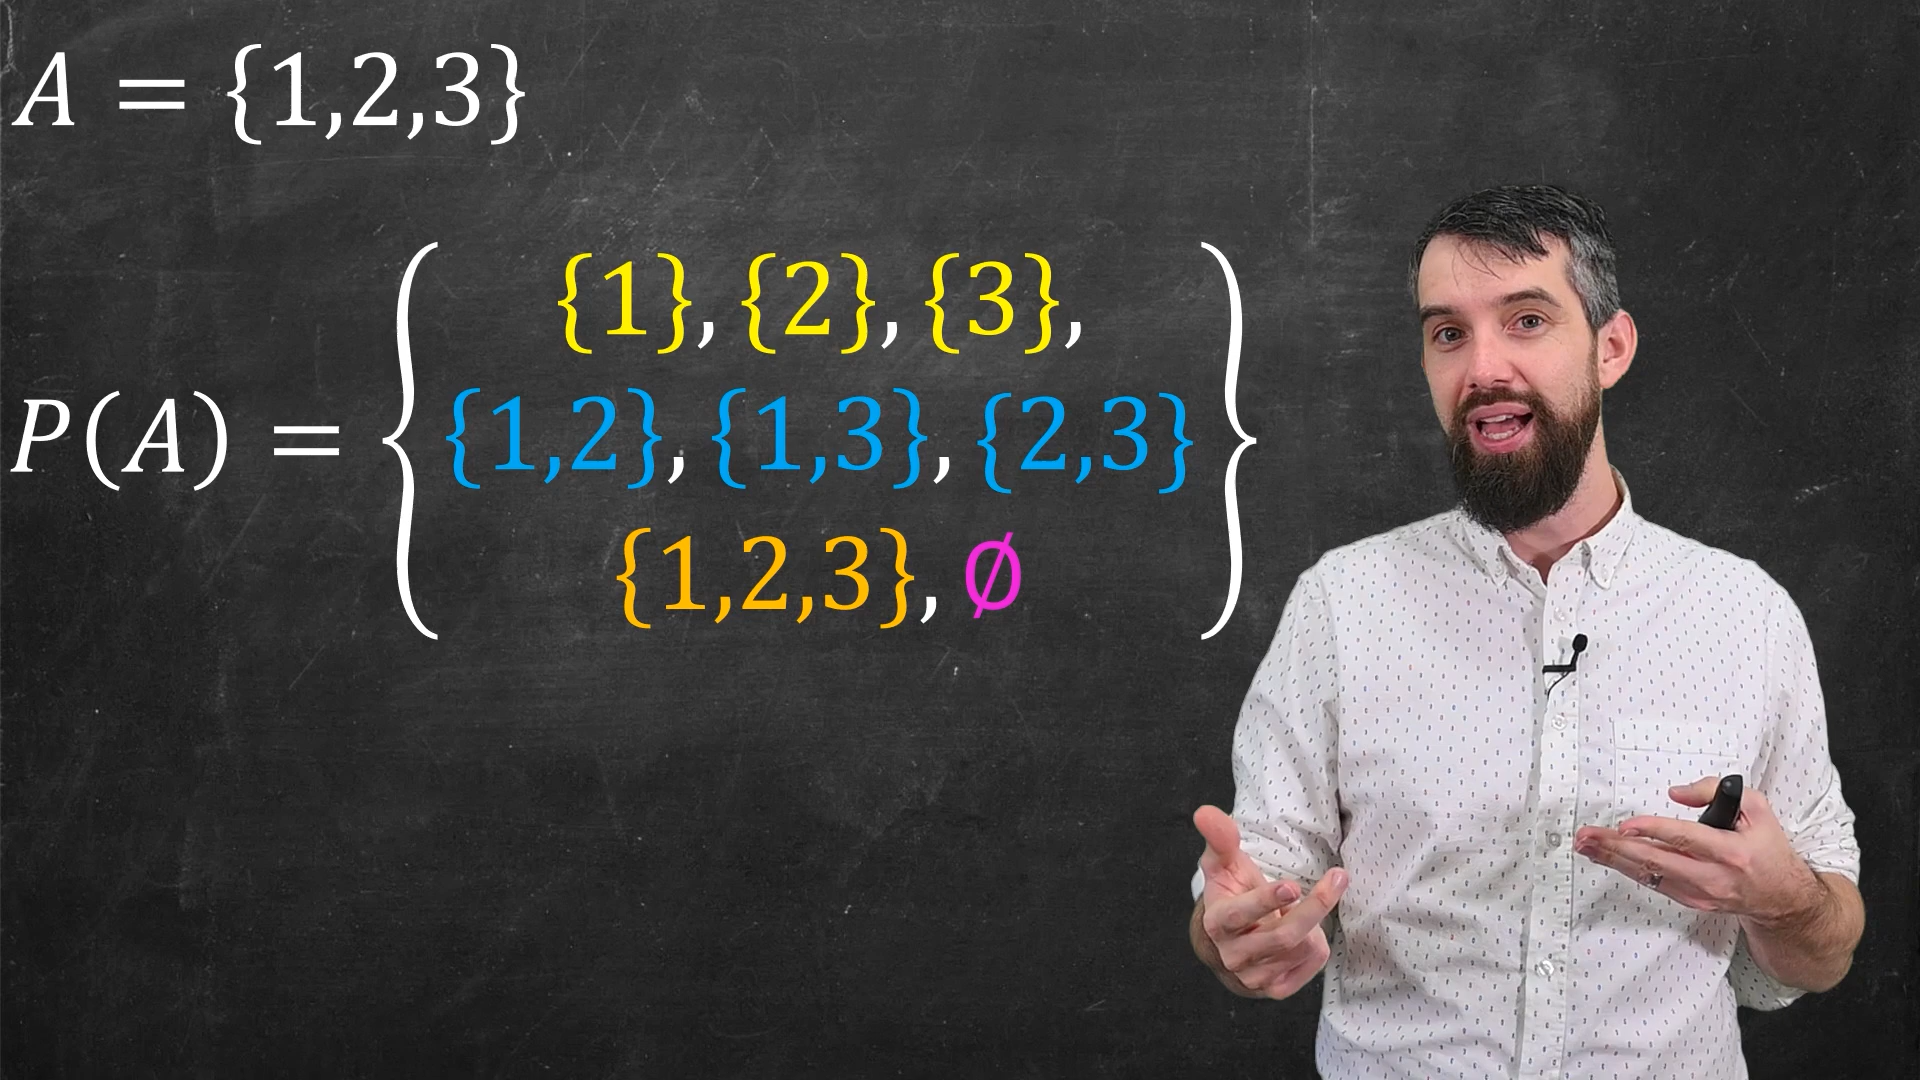 A = {1,2,3}
{1}, {2}, {3},
P(A) = { {1,2}, {1,3}, {2,3} }
{1,2,3}, ∅